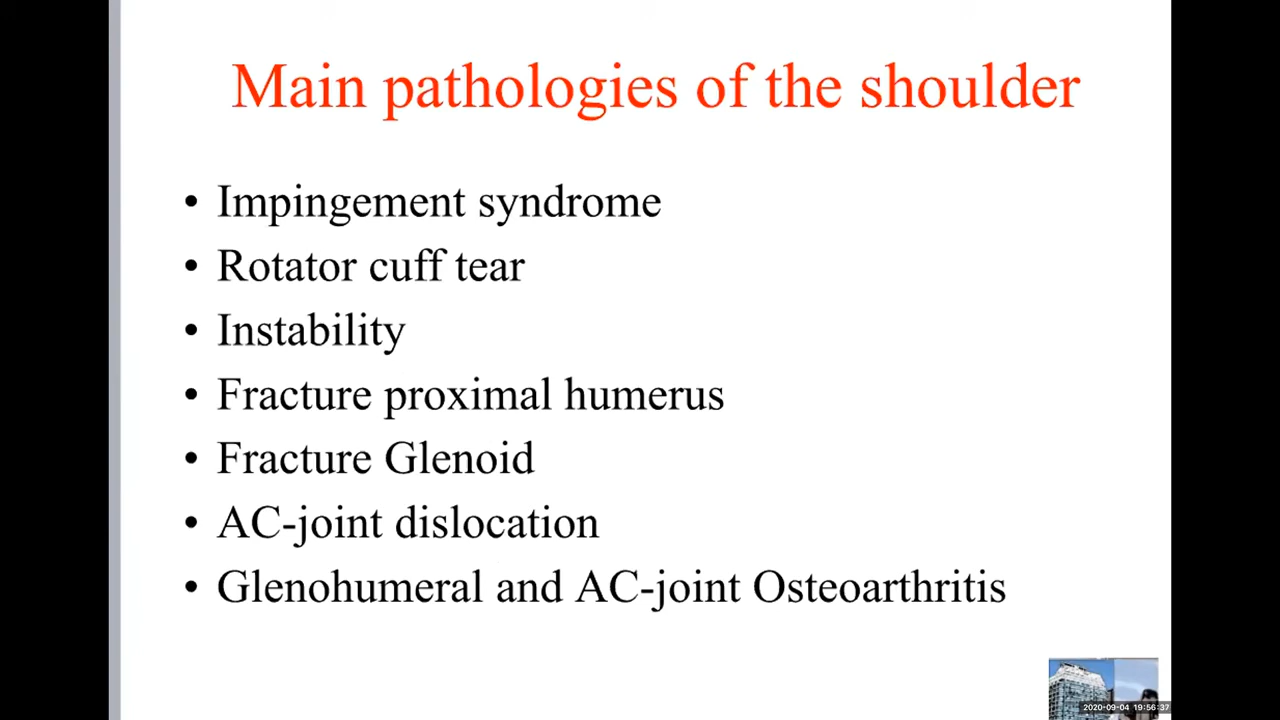 Main pathologies of the shoulder
• Impingement syndrome
• Rotator cuff tear
• Instability
• Fracture proximal humerus
• Fracture Glenoid
• AC-joint dislocation
• Glenohumeral and AC-joint Osteoarthritis
2020-09-04 19:56:37